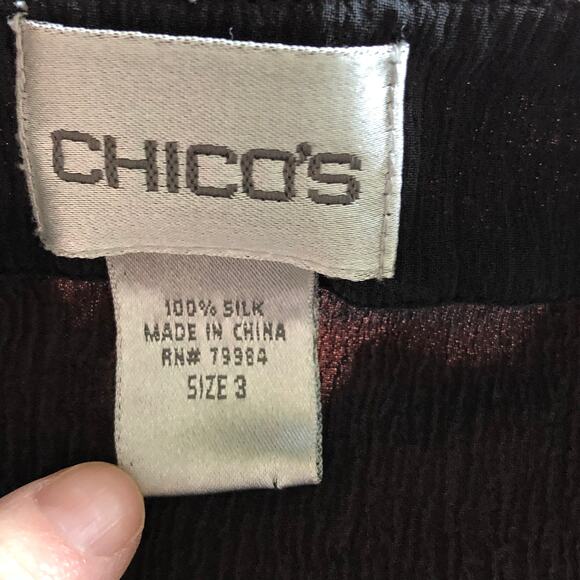 CHICO'S
100% SILK
MADE IN CHINA
RN# 79984
SIZE 3